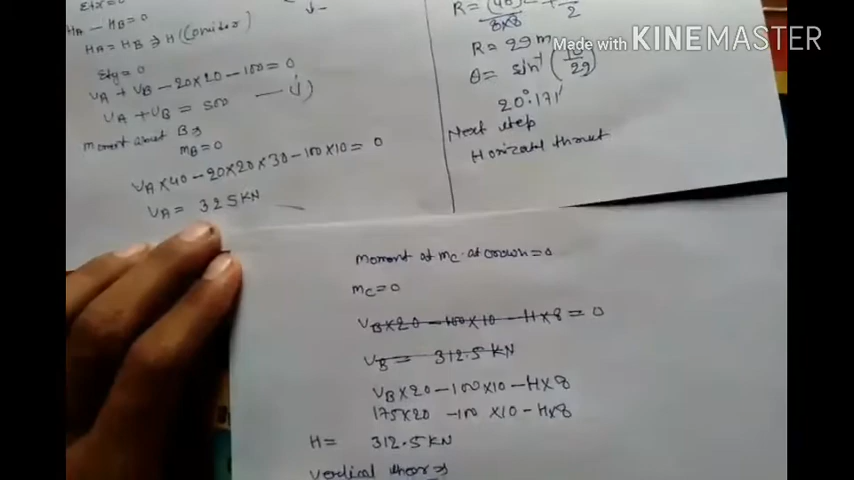 HA - HB = 0
HA = HB ⇒ H (Consider)
Σfy = 0
VA + VB - 20×20 - 100 = 0
VA + VB = 500 — (i)
moment about B ⇒
mB = 0
VA × 40 - 20×20×30 - 100×10 = 0
VA = 325 KN
R = 29 m
θ = sin⁻¹ (10/29)
20°.171'
Next step
Horizontal thrust
Made with KINEMASTER
Moment at mc at crown = 0
mc = 0
VB×20 - 100×10 - H×8 = 0
VB = 312.5 KN
VB×20 - 100×10 - H×8
175×20 - 100 ×10 - H×8
H = 312.5 KN
Vertical shear ⇒